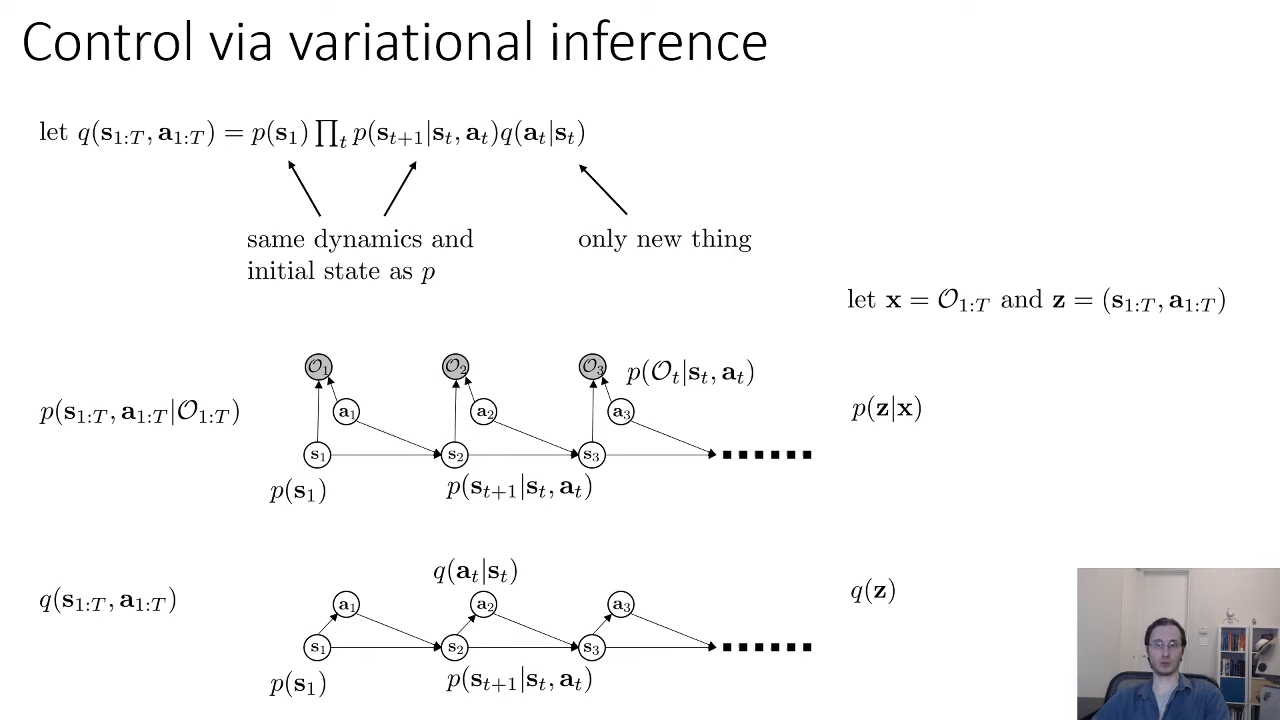 Control via variational inference
let q(s₁:T, a₁:T) = p(s₁) ∏ₜ p(sₜ₊₁|sₜ, aₜ)q(aₜ|sₜ)
same dynamics and
initial state as p
only new thing
let x = 𝒪₁:T and z = (s₁:T, a₁:T)
𝒪₁ 𝒪₂ 𝒪₃ p(𝒪ₜ|sₜ, aₜ)
p(s₁:T, a₁:T|𝒪₁:T) a₁ a₂ a₃ p(z|x)
s₁ s₂ s₃
p(s₁) p(sₜ₊₁|sₜ, aₜ)
q(aₜ|sₜ)
q(s₁:T, a₁:T) a₁ a₂ a₃ q(z)
s₁ s₂ s₃
p(s₁) p(sₜ₊₁|sₜ, aₜ)